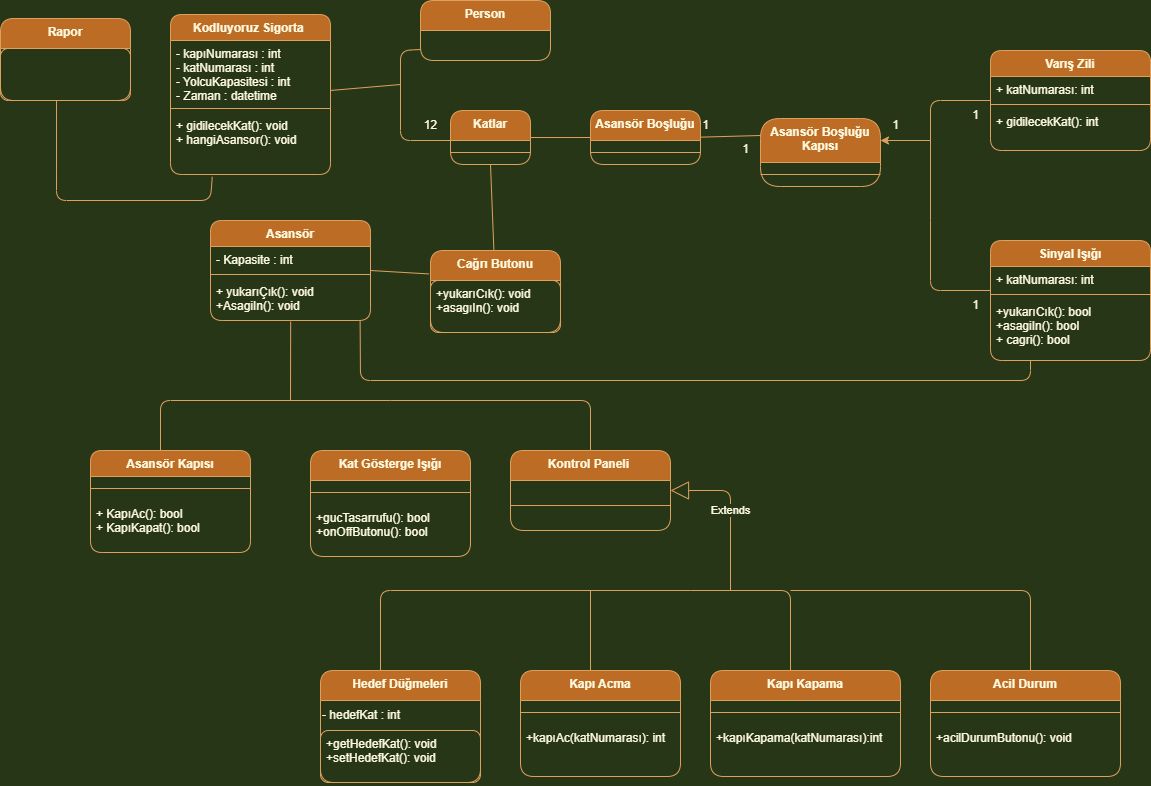 Rapor
Kodluyoruz Sigorta
- kapıNumarası : int
- katNumarası : int
- YolcuKapasitesi : int
- Zaman : datetime
+ gidilecekKat(): void
+ hangiAsansor(): void
Person
12
Katlar
Asansör Boşluğu
1
1
Asansör Boşluğu
Kapısı
1
Varış Zili
+ katNumarası: int
+ gidilecekKat(): int
1
Sinyal Işığı
+ katNumarası: int
+yukarıCık(): bool
+asagiIn(): bool
+ cagri(): bool
1
Asansör
- Kapasite : int
+ yukarıÇık(): void
+AsagiIn(): void
Cağrı Butonu
+yukarıCık(): void
+asagıIn(): void
Asansör Kapısı
+ KapıAc(): bool
+ KapıKapat(): bool
Kat Gösterge Işığı
+gucTasarrufu(): bool
+onOffButonu(): bool
Kontrol Paneli
Extends
Hedef Düğmeleri
- hedefKat : int
+getHedefKat(): void
+setHedefKat(): void
Kapı Acma
+kapıAc(katNumarası): int
Kapı Kapama
+kapıKapama(katNumarası):int
Acil Durum
+acilDurumButonu(): void